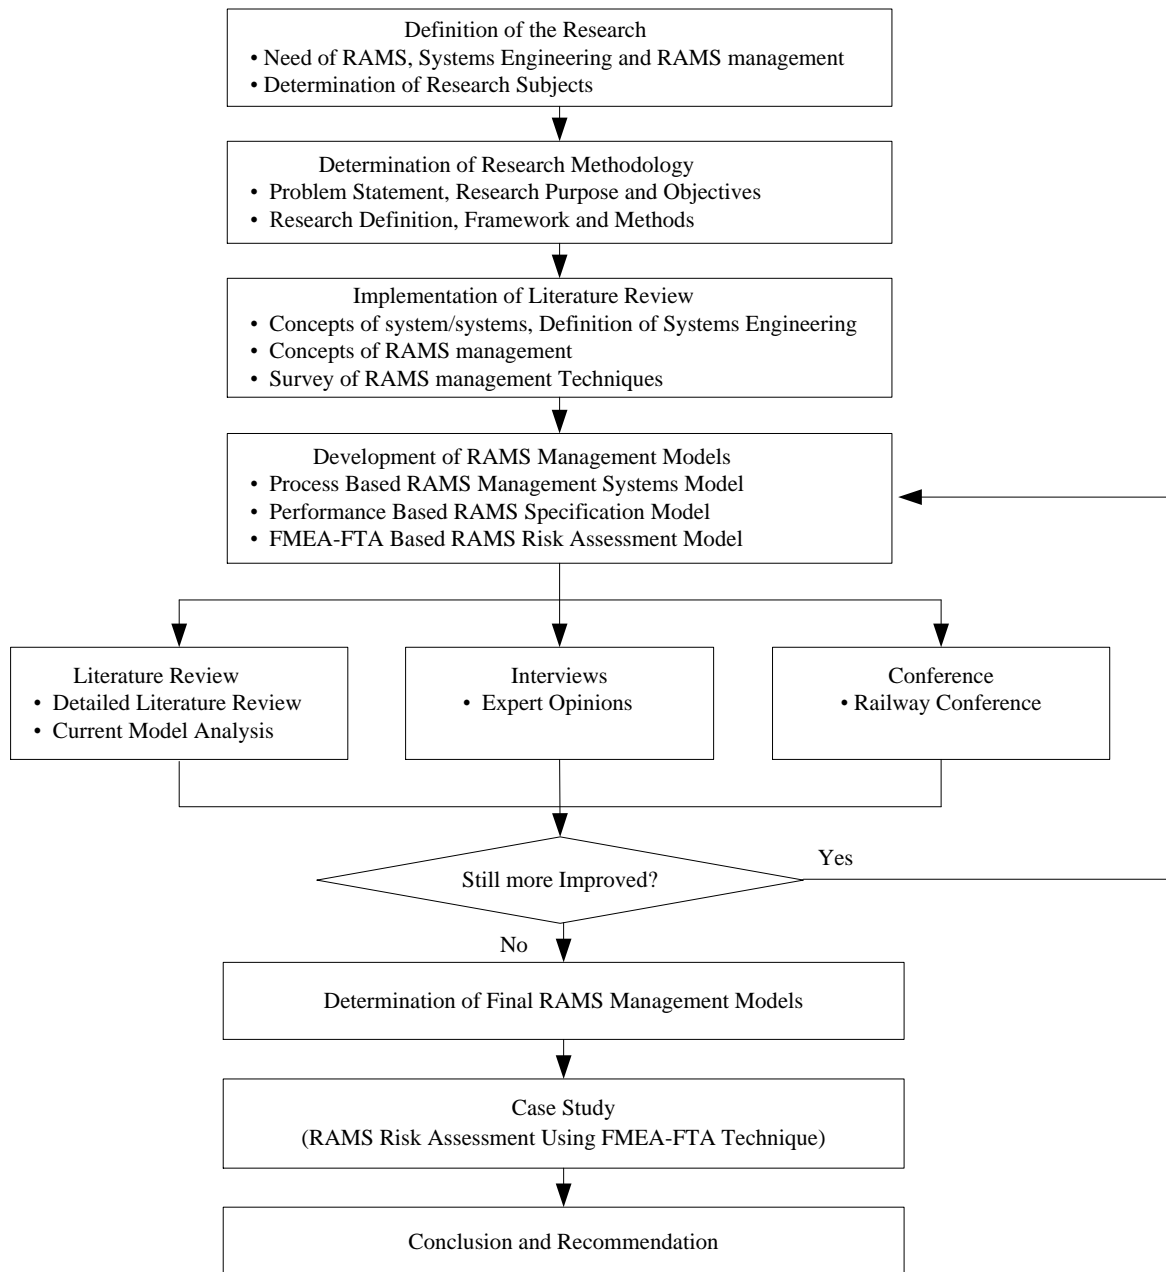 Definition of the Research
• Need of RAMS, Systems Engineering and RAMS management
• Determination of Research Subjects
Determination of Research Methodology
• Problem Statement, Research Purpose and Objectives
• Research Definition, Framework and Methods
Implementation of Literature Review
• Concepts of system/systems, Definition of Systems Engineering
• Concepts of RAMS management
• Survey of RAMS management Techniques
Development of RAMS Management Models
• Process Based RAMS Management Systems Model
• Performance Based RAMS Specification Model
• FMEA-FTA Based RAMS Risk Assessment Model
Literature Review
• Detailed Literature Review
• Current Model Analysis
Interviews
• Expert Opinions
Conference
• Railway Conference
Still more Improved?
Yes
No
Determination of Final RAMS Management Models
Case Study
(RAMS Risk Assessment Using FMEA-FTA Technique)
Conclusion and Recommendation